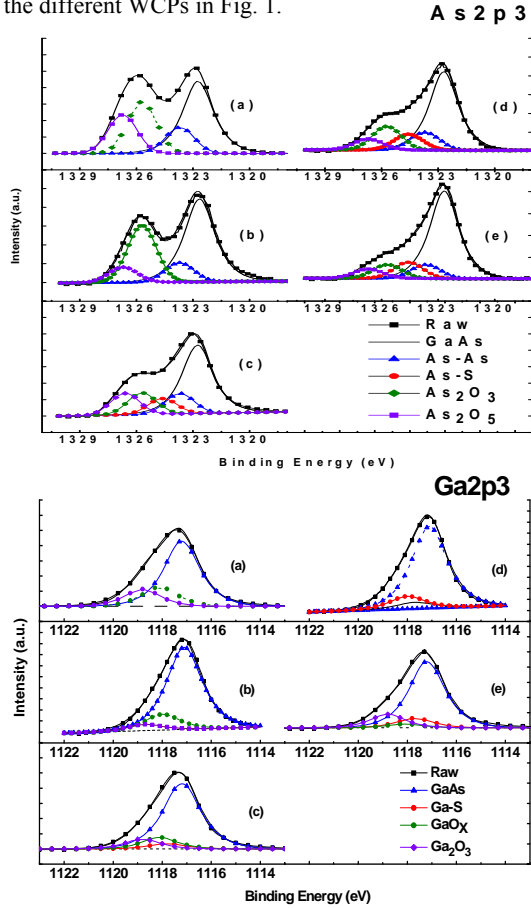 the different WCPs in Fig. 1.
As2p3
(a)
(d)
1329 1326 1323 1320
1329 1326 1323 1320
(b)
(e)
1329 1326 1323 1320
1329 1326 1323 1320
(c)
Raw
GaAs
As-As
As-S
As2O3
As2O5
1329 1326 1323 1320
Intensity (a.u.)
Binding Energy (eV)
Ga2p3
(a)
(d)
1122 1120 1118 1116 1114
1122 1120 1118 1116 1114
(b)
(e)
1122 1120 1118 1116 1114
1122 1120 1118 1116 1114
(c)
Raw
GaAs
Ga-S
GaOX
Ga2O3
1122 1120 1118 1116 1114
Intensity (a.u.)
Binding Energy (eV)